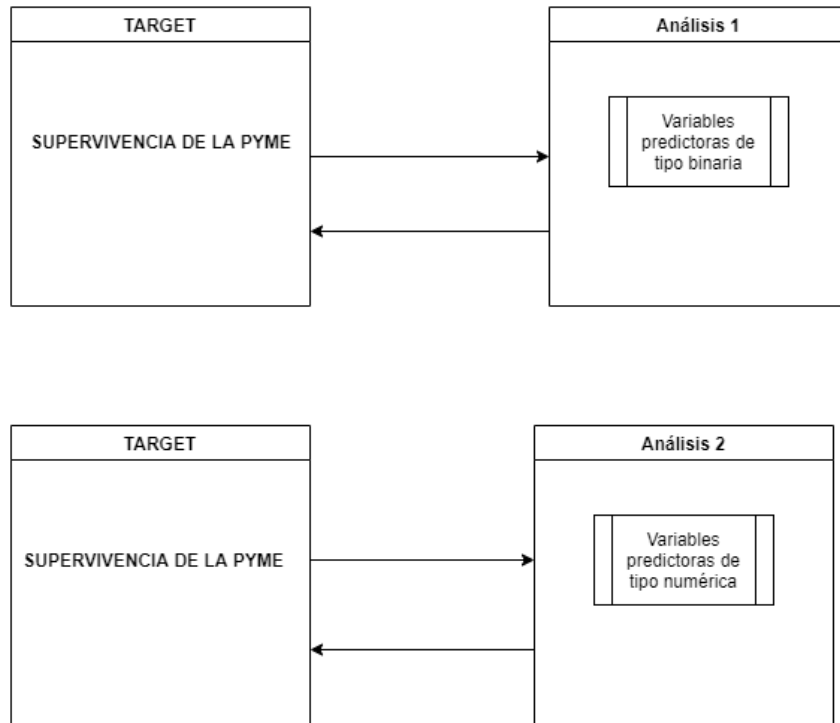 TARGET
Análisis 1
SUPERVIVENCIA DE LA PYME
Variables
predictoras de
tipo binaria
TARGET
Análisis 2
SUPERVIVENCIA DE LA PYME
Variables
predictoras de
tipo numérica